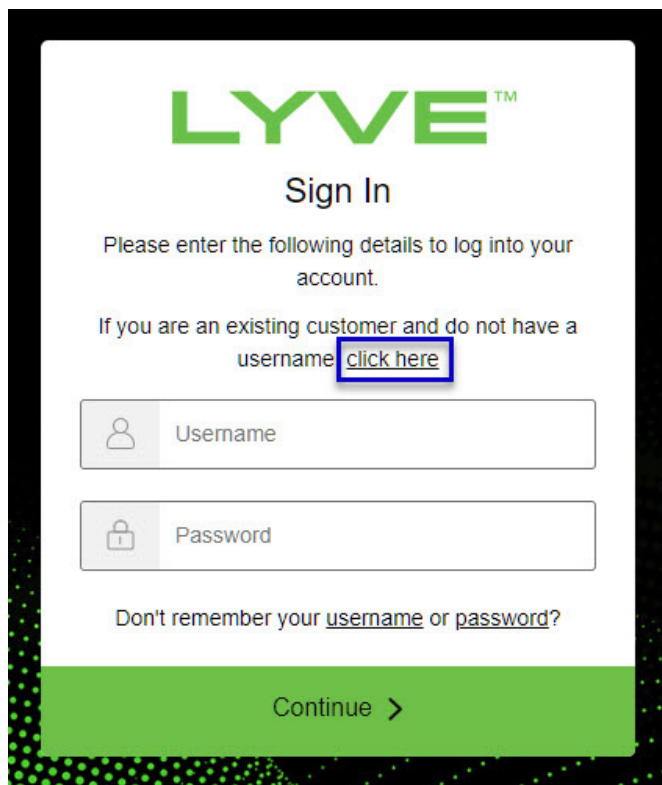 LYVE™
Sign In
Please enter the following details to log into your
account.
If you are an existing customer and do not have a
username click here
Username
Password
Don't remember your username or password?
Continue >